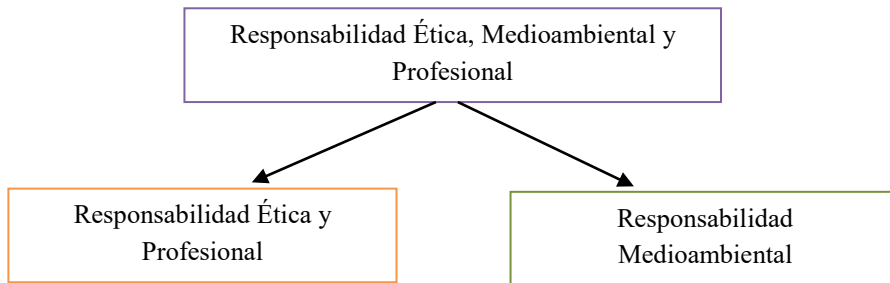 Responsabilidad Ética, Medioambiental y
Profesional
Responsabilidad Ética y
Profesional
Responsabilidad
Medioambiental